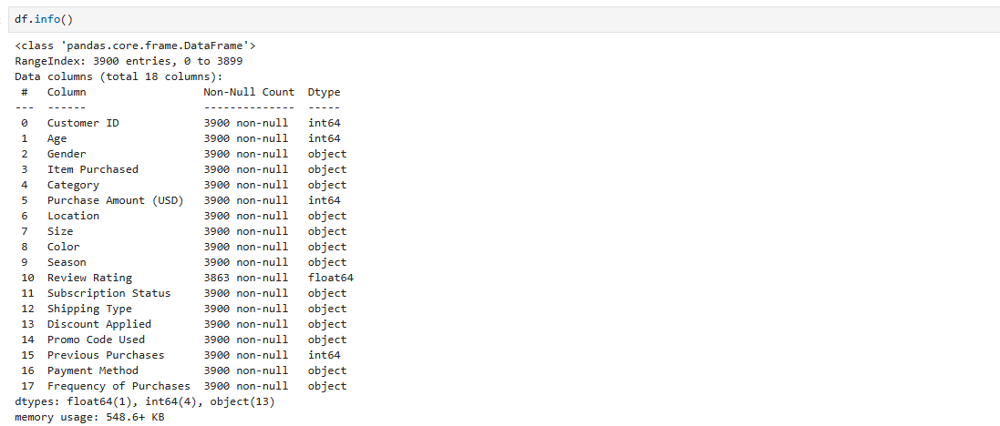 df.info()
<class 'pandas.core.frame.DataFrame'>
RangeIndex: 3900 entries, 0 to 3899
Data columns (total 18 columns):
 #   Column                  Non-Null Count  Dtype
---  ------                  --------------  -----
 0   Customer ID             3900 non-null   int64
 1   Age                     3900 non-null   int64
 2   Gender                  3900 non-null   object
 3   Item Purchased          3900 non-null   object
 4   Category                3900 non-null   object
 5   Purchase Amount (USD)   3900 non-null   int64
 6   Location                3900 non-null   object
 7   Size                    3900 non-null   object
 8   Color                   3900 non-null   object
 9   Season                  3900 non-null   object
 10  Review Rating           3863 non-null   float64
 11  Subscription Status     3900 non-null   object
 12  Shipping Type           3900 non-null   object
 13  Discount Applied        3900 non-null   object
 14  Promo Code Used         3900 non-null   object
 15  Previous Purchases      3900 non-null   int64
 16  Payment Method          3900 non-null   object
 17  Frequency of Purchases  3900 non-null   object
dtypes: float64(1), int64(4), object(13)
memory usage: 548.6+ KB